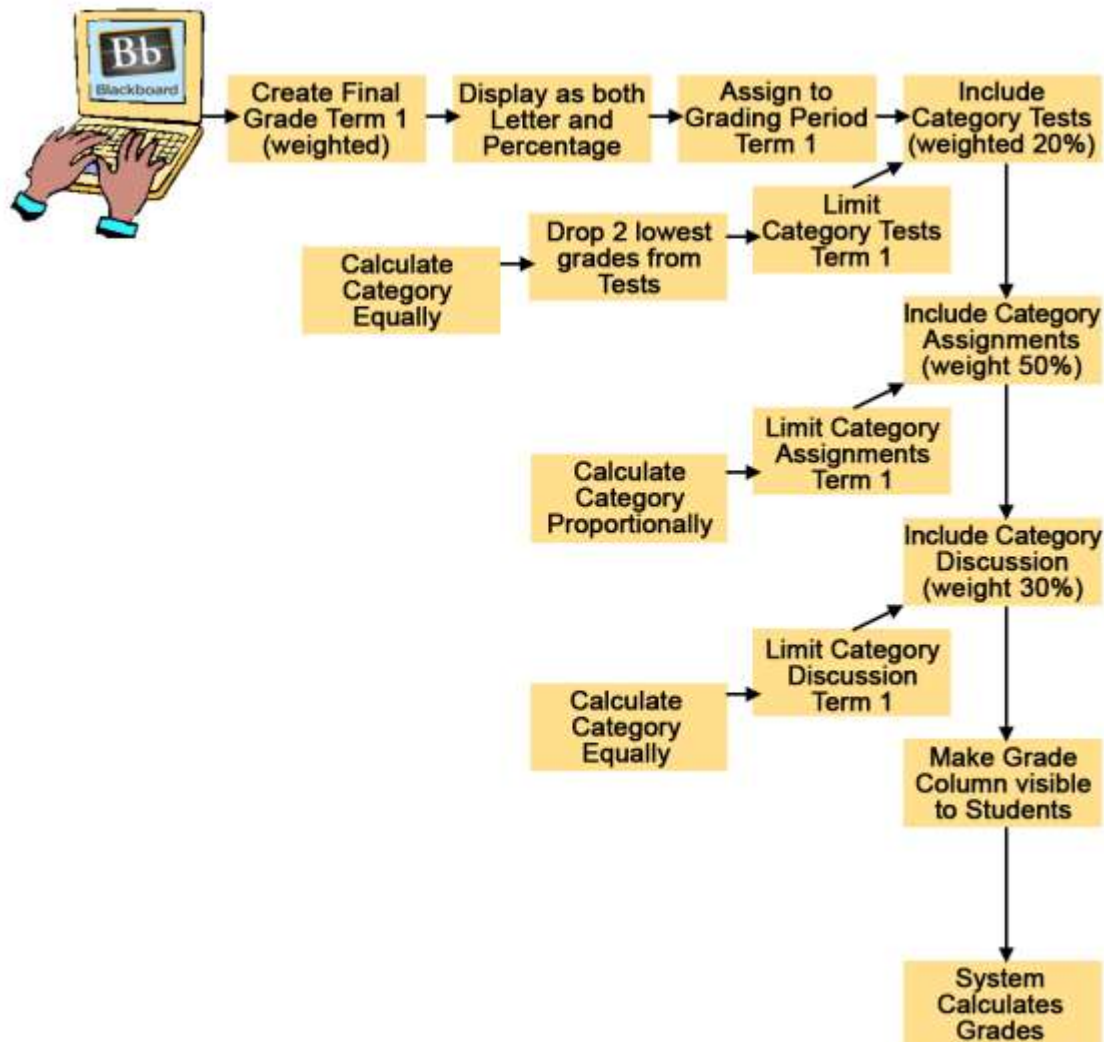 Bb
Blackboard
Create Final
Grade Term 1
(weighted)
Display as both
Letter and
Percentage
Assign to
Grading Period
Term 1
Include
Category Tests
(weighted 20%)
Calculate
Category
Equally
Drop 2 lowest
grades from
Tests
Limit
Category Tests
Term 1
Include Category
Assignments
(weight 50%)
Calculate
Category
Proportionally
Limit Category
Assignments
Term 1
Include Category
Discussion
(weight 30%)
Calculate
Category
Equally
Limit Category
Discussion
Term 1
Make Grade
Column visible
to Students
System
Calculates
Grades